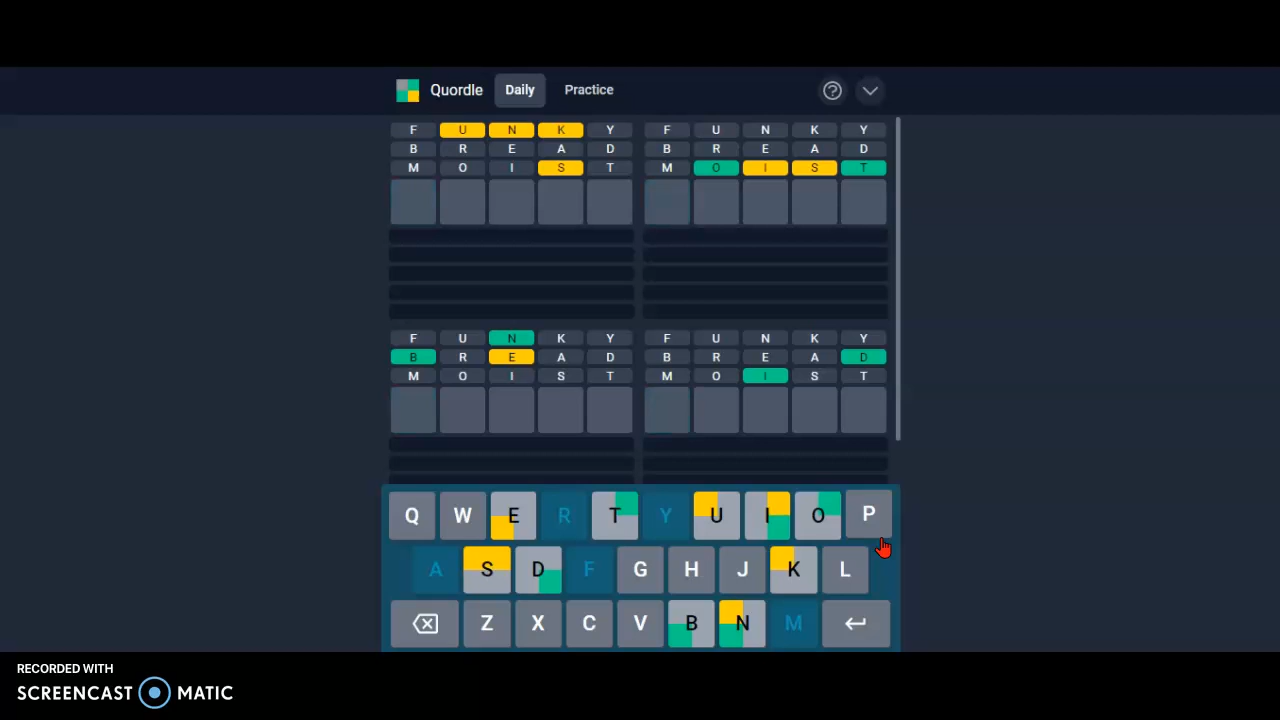 Quordle Daily Practice
F U N K Y F U N K Y
B R E A D B R E A D
M O I S T M O I S T
F U N K Y F U N K Y
B R E A D B R E A D
M O I S T M O I S T
Q W E R T Y U I O P
A S D F G H J K L
Z X C V B N M
RECORDED WITH
SCREENCAST MATIC